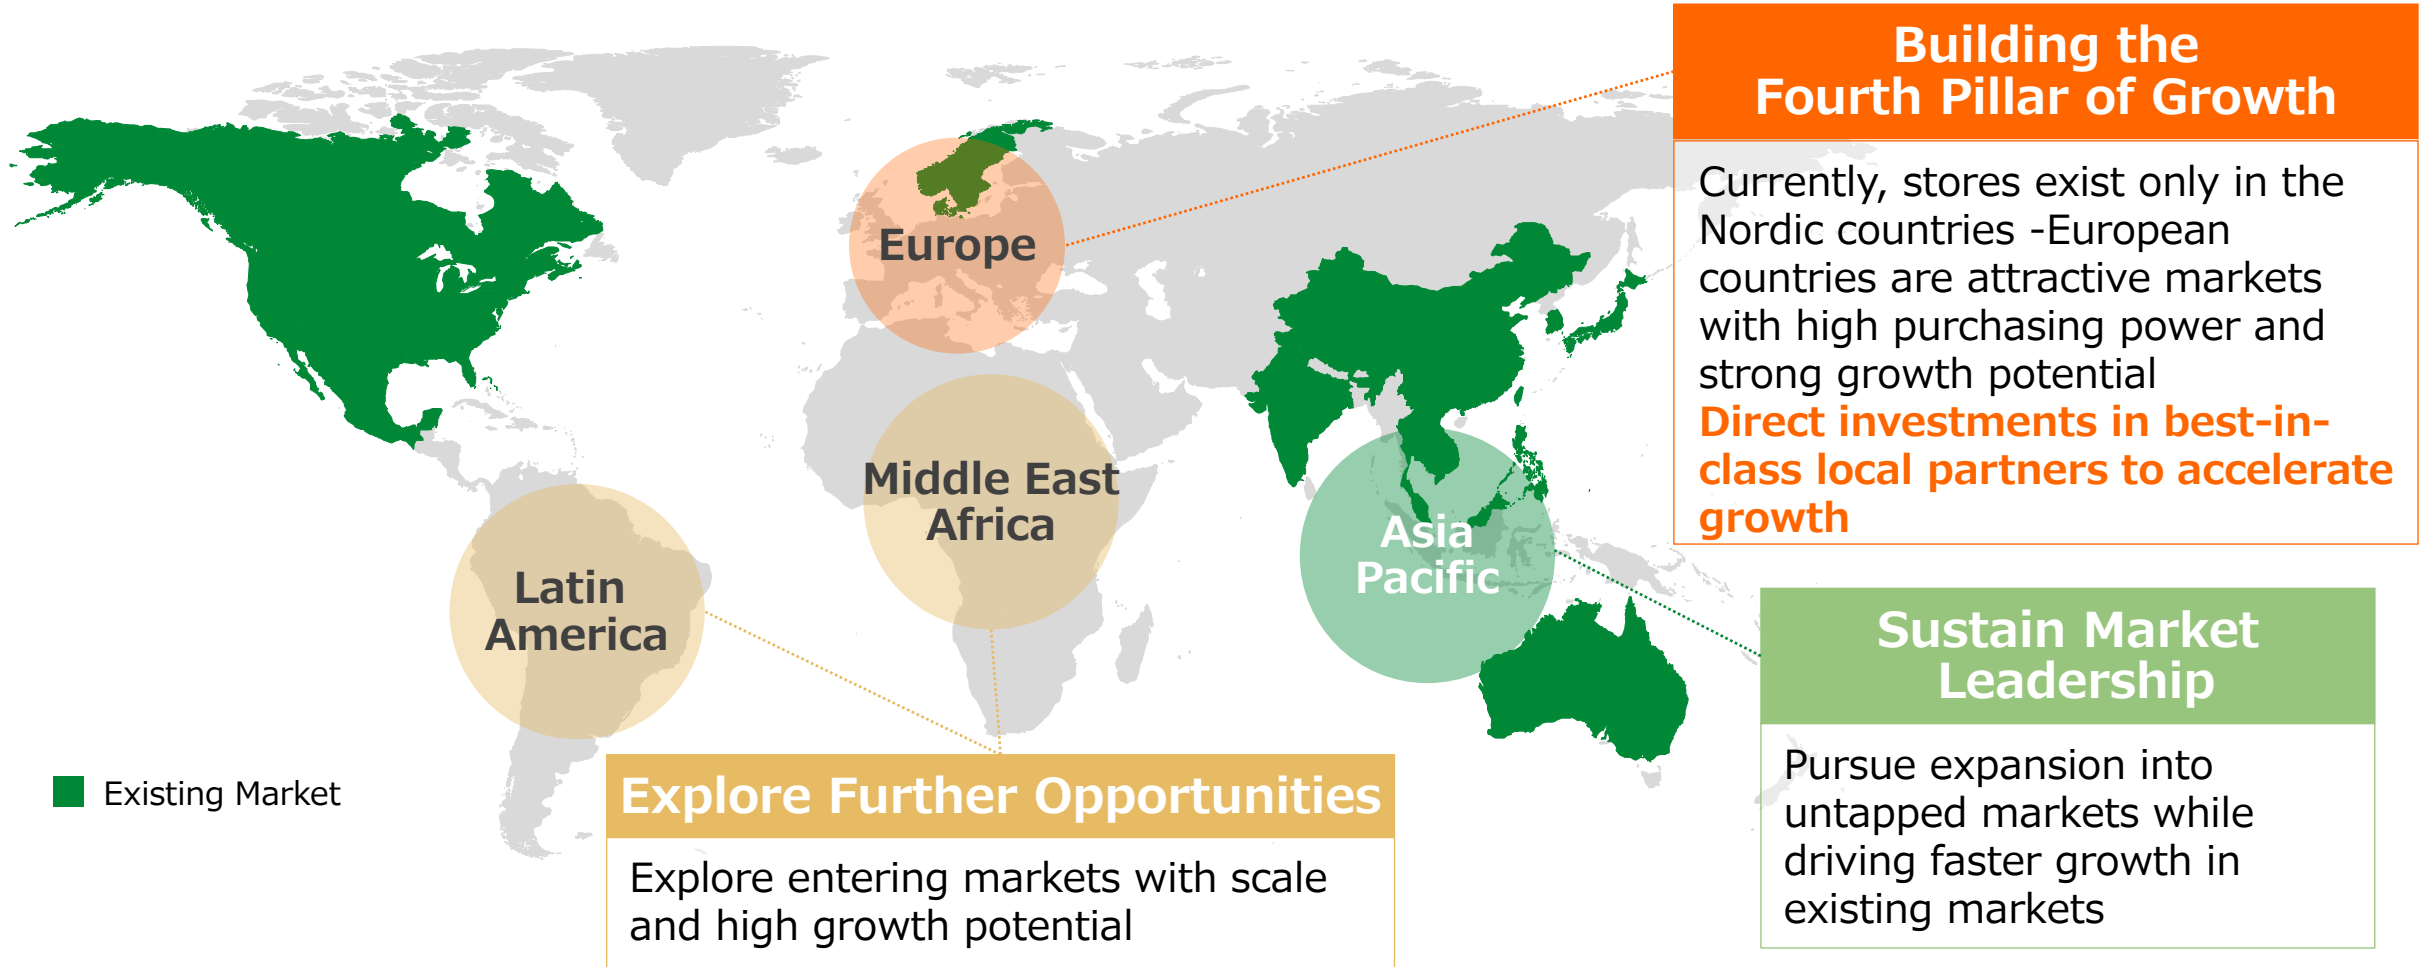 Building the
Fourth Pillar of Growth
Currently, stores exist only in the
Nordic countries -European
countries are attractive markets
with high purchasing power and
strong growth potential
Direct investments in best-in-
class local partners to accelerate
growth
Europe
Middle East
Africa
Asia
Pacific
Latin
America
Sustain Market
Leadership
Pursue expansion into
untapped markets while
driving faster growth in
existing markets
Existing Market
Explore Further Opportunities
Explore entering markets with scale
and high growth potential